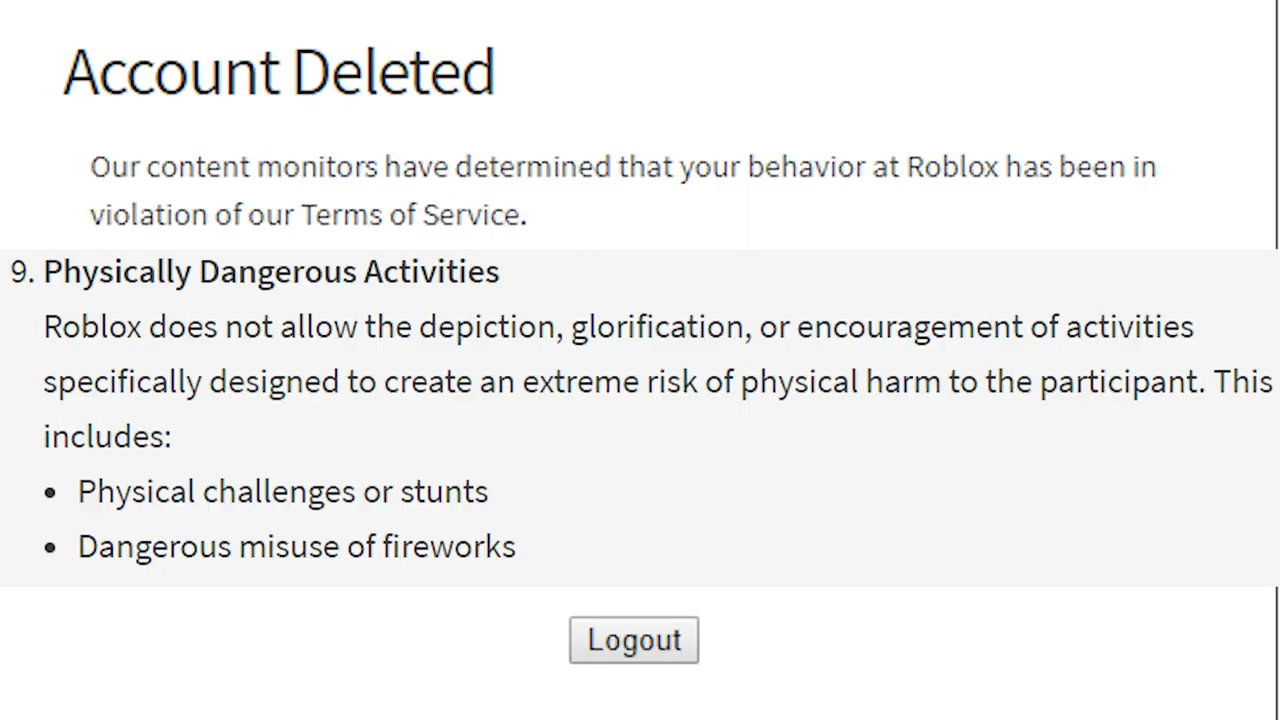 Account Deleted
Our content monitors have determined that your behavior at Roblox has been in
violation of our Terms of Service.
9. Physically Dangerous Activities
Roblox does not allow the depiction, glorification, or encouragement of activities
specifically designed to create an extreme risk of physical harm to the participant. This
includes:
• Physical challenges or stunts
• Dangerous misuse of fireworks
Logout